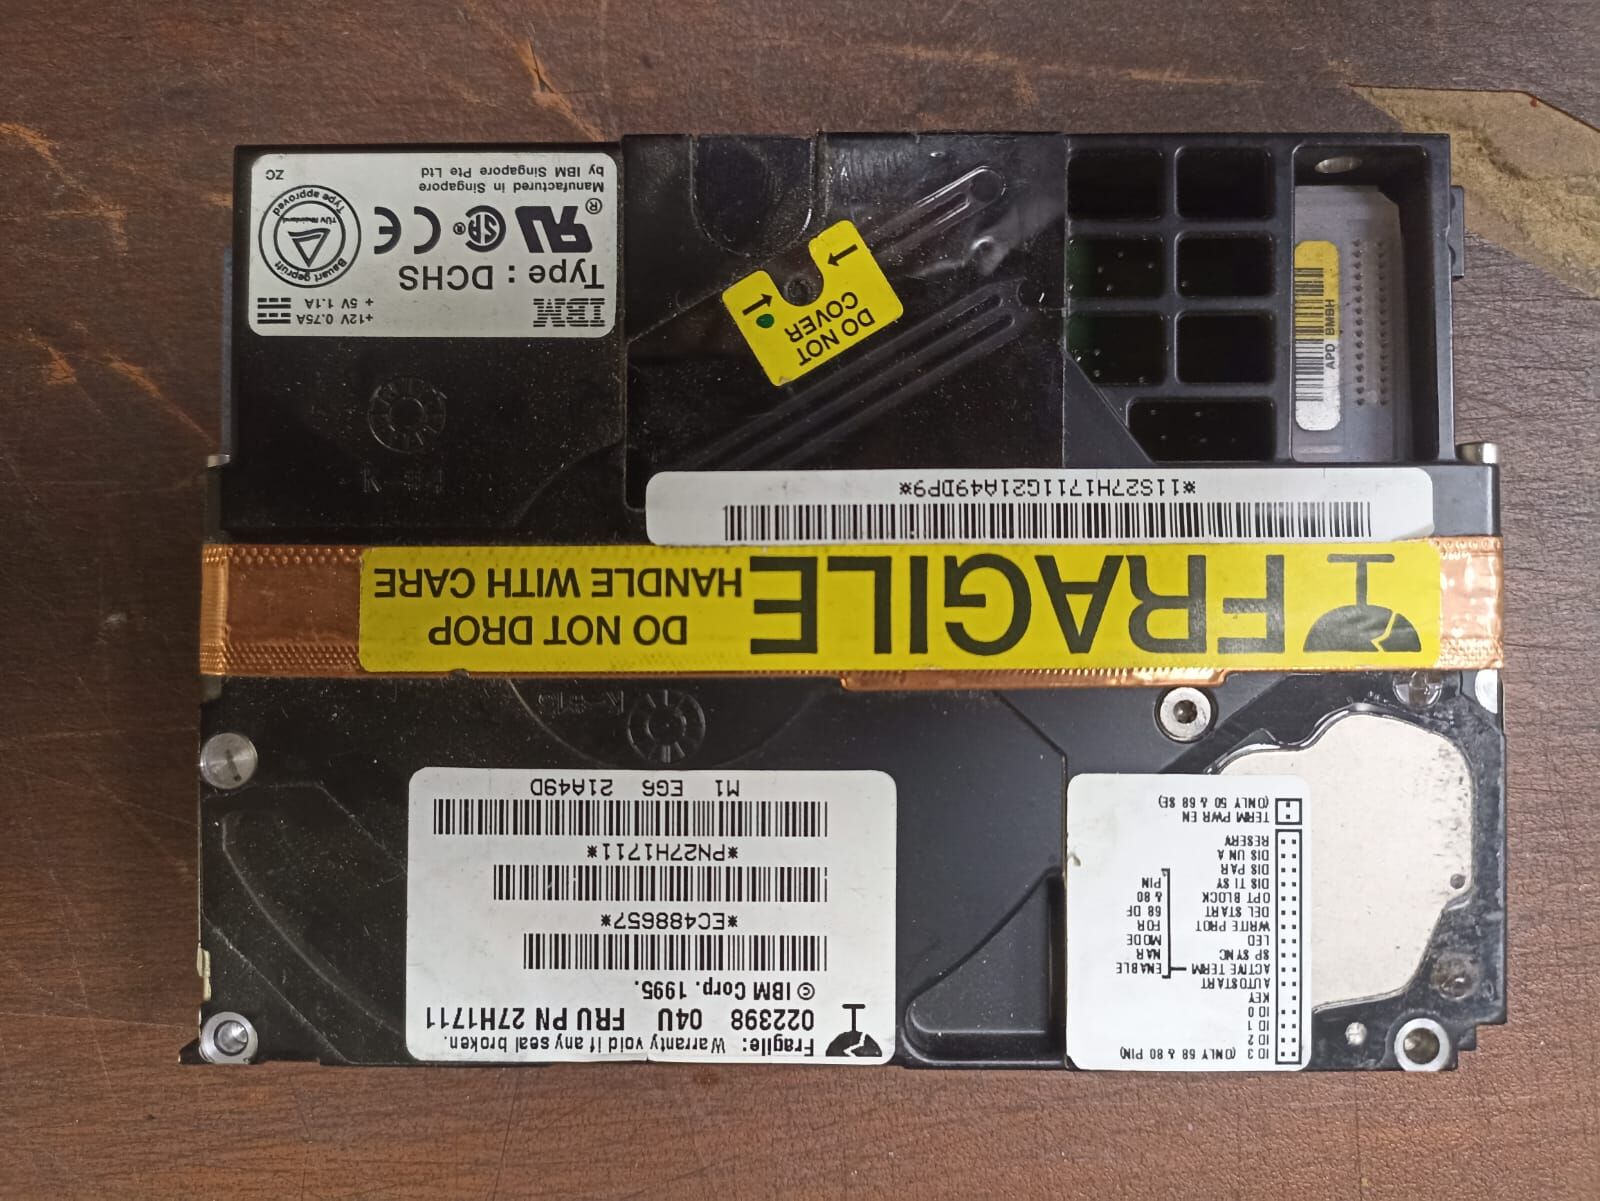 Fragile: Warranty void if any seal broken.
022398 04U FRU PN 27H1711
© IBM Corp. 1995.
*EC488657*
*PN27H1711*
M1 EG6 21A49D
ID 3 (ONLY 68 & 80 PIN)
ID 2
ID 1
ID 0
KEY
AUTOSTART
ACTIVE TERM
SP SYNC
LED
WRITE PROT
DEL START
OPT BLOCK
DIS TI SY
DIS PAR
DIS UN A
RESERV
TERM PWR EN
(ONLY 50 & 68 SE)
ENABLE
NAR
MODE
FOR
68 DF
& 80
PIN
FRAGILE
DO NOT DROP
HANDLE WITH CARE
*11S27H1711G21A49DP9*
APD BMBH
DO NOT
COVER
IBM
+12V 0.75A
+ 5V 1.1A
Type : DCHS
Bauart geprüft
TÜV Rheinland
Type approved
Manufactured in Singapore
by IBM Singapore Pte Ltd
ZC